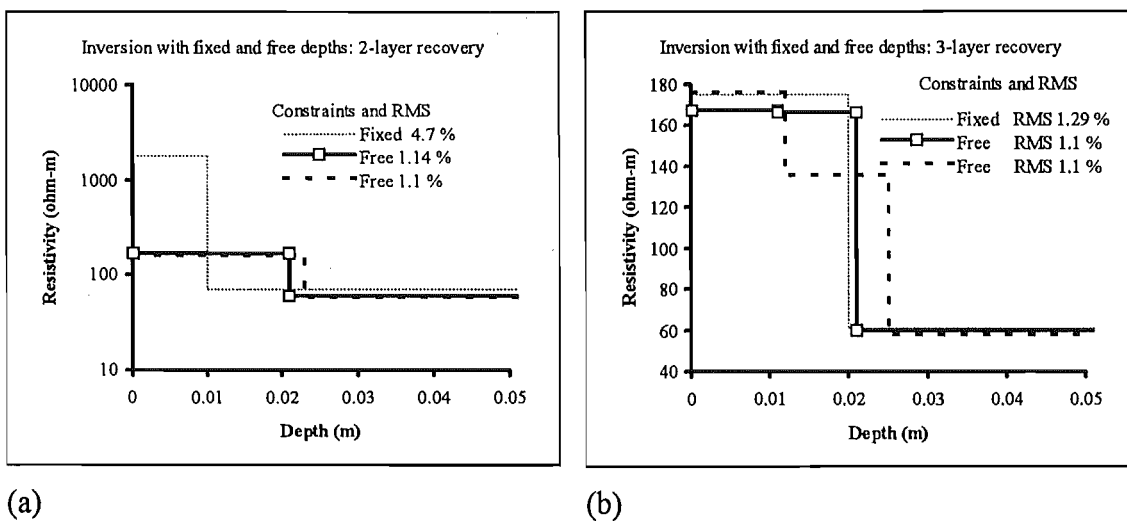 Inversion with fixed and free depths: 2-layer recovery
10000
1000
100
10
Resistivity (ohm-m)
Constraints and RMS
Fixed 4.7 %
Free 1.14 %
Free 1.1 %
0 0.01 0.02 0.03 0.04 0.05
Depth (m)
(a)
Inversion with fixed and free depths: 3-layer recovery
180
160
140
120
100
80
60
40
Resistivity (ohm-m)
Constraints and RMS
Fixed RMS 1.29 %
Free RMS 1.1 %
Free RMS 1.1 %
0 0.01 0.02 0.03 0.04 0.05
Depth (m)
(b)